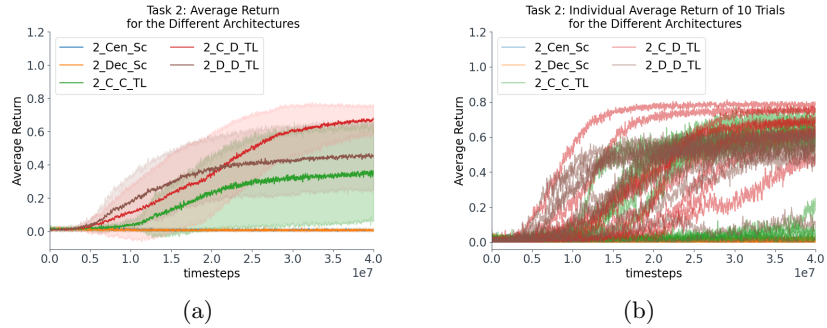 Task 2: Average Return
for the Different Architectures
Average Return
1.2
1.0
0.8
0.6
0.4
0.2
0.0
2_Cen_Sc
2_Dec_Sc
2_C_C_TL
2_C_D_TL
2_D_D_TL
0.0 0.5 1.0 1.5 2.0 2.5 3.0 3.5 4.0
1e7
timesteps
(a)
Task 2: Individual Average Return of 10 Trials
for the Different Architectures
Average Return
1.2
1.0
0.8
0.6
0.4
0.2
0.0
2_Cen_Sc
2_Dec_Sc
2_C_C_TL
2_C_D_TL
2_D_D_TL
0.0 0.5 1.0 1.5 2.0 2.5 3.0 3.5 4.0
1e7
timesteps
(b)